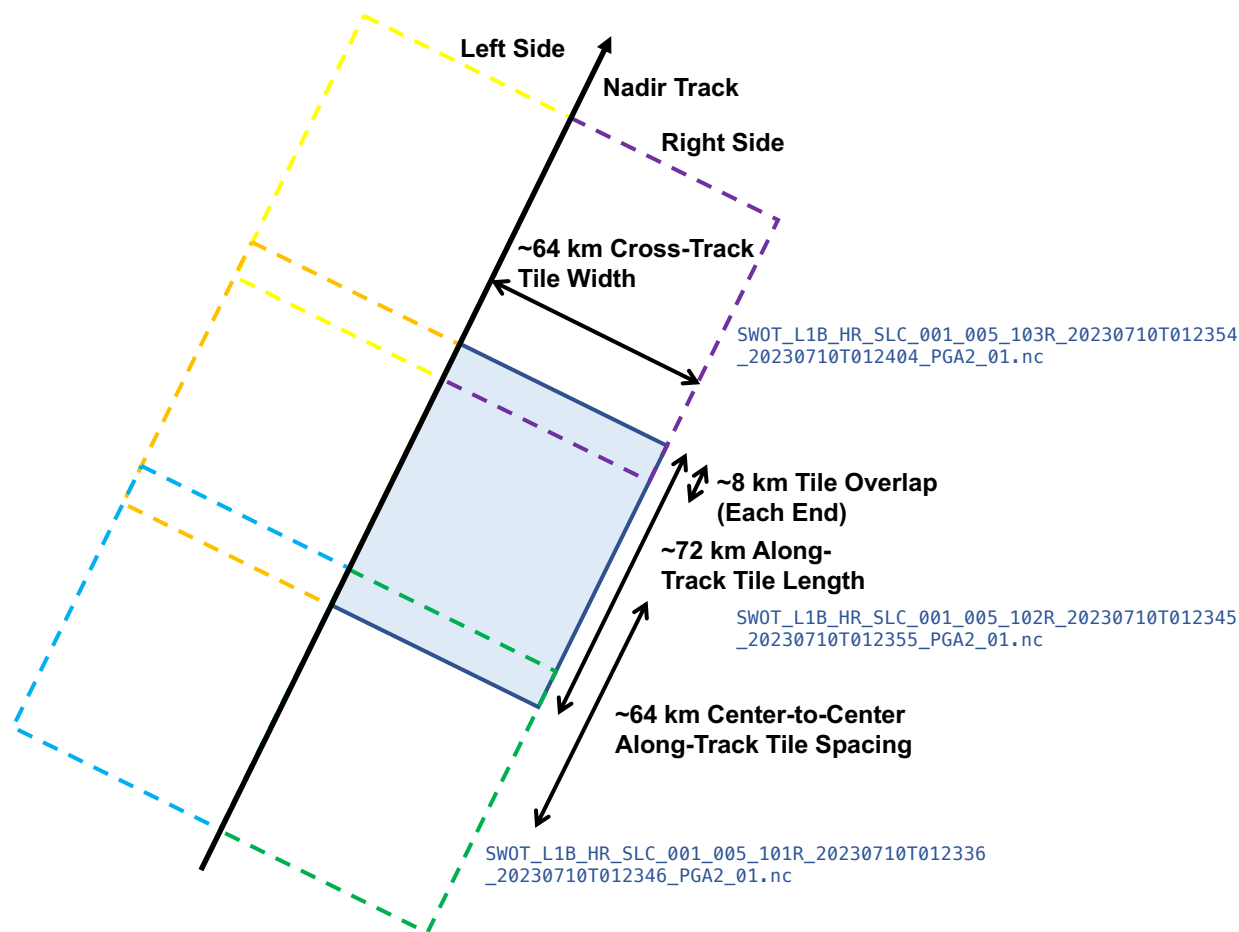 Left Side
Nadir Track
Right Side
~64 km Cross-Track
Tile Width
SWOT_L1B_HR_SLC_001_005_103R_20230710T012354
_20230710T012404_PGA2_01.nc
~8 km Tile Overlap
(Each End)
~72 km Along-
Track Tile Length
SWOT_L1B_HR_SLC_001_005_102R_20230710T012345
_20230710T012355_PGA2_01.nc
~64 km Center-to-Center
Along-Track Tile Spacing
SWOT_L1B_HR_SLC_001_005_101R_20230710T012336
_20230710T012346_PGA2_01.nc